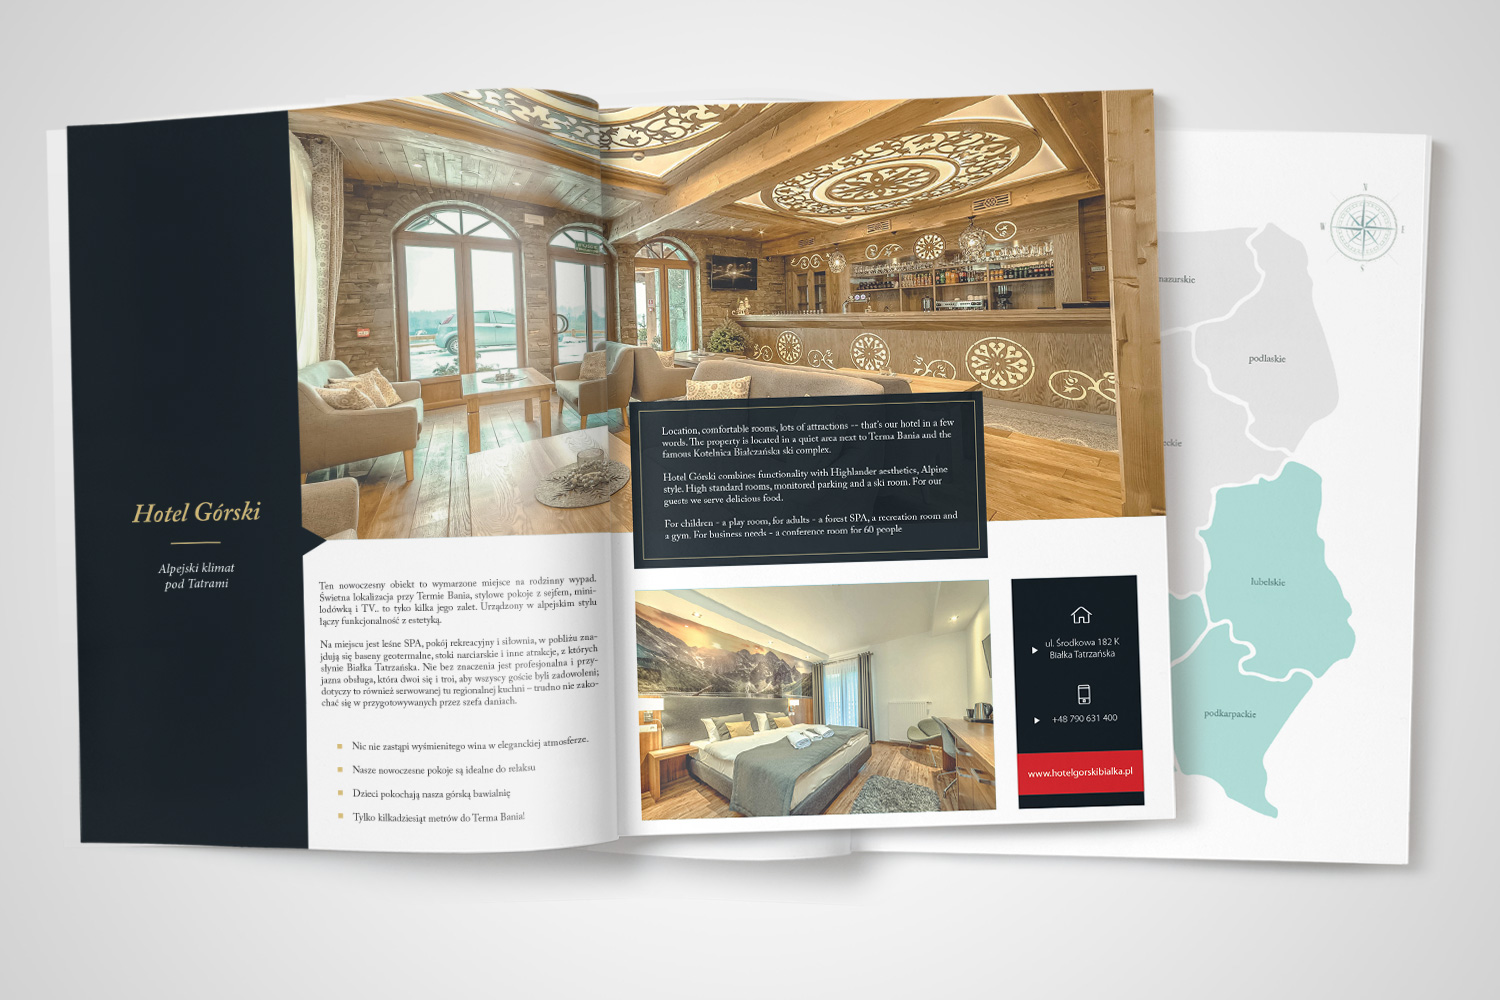 Hotel Górski
Alpejski klimat
pod Tatrami
Ten nowoczesny obiekt to wymarzone miejsce na rodzinny wypad.
Świetna lokalizacja przy Termie Bania, stylowe pokoje z sejfem, mini-
lodówką i TV.. to tyko kilka jego zalet. Urządzony w alpejskim stylu
łączy funkcjonalność z estetyką.
Na miejscu jest leśne SPA, pokój rekreacyjny i siłownia, w pobliżu zna-
jdują się baseny geotermalne, stoki narciarskie i inne atrakcje, z których
słynie Białka Tatrzańska. Nie bez znaczenia jest profesjonalna i przy-
jazna obsługa, która dwoi się i troi, aby wszyscy goście byli zadowoleni;
dotyczy to również serwowanej tu regionalnej kuchni – trudno nie zako-
chać się w przygotowywanych przez szefa daniach.
Nic nie zastąpi wyśmienitego wina w eleganckiej atmosferze.
Nasze nowoczesne pokoje są idealne do relaksu
Dzieci pokochają nasza górską bawialnię
Tylko kilkadziesiąt metrów do Terma Bania!
Location, comfortable rooms, lots of attractions -- that's our hotel in a few
words. The property is located in a quiet area next to Terma Bania and the
famous Kotelnica Białczańska ski complex.
Hotel Górski combines functionality with Highlander aesthetics, Alpine
style. High standard rooms, monitored parking and a ski room. For our
guests we serve delicious food.
For children - a play room, for adults - a forest SPA, a recreation room and
a gym. For business needs - a conference room for 60 people
ul. Środkowa 182 K
Białka Tatrzańska
+48 790 631 400
www.hotelgorskibialka.pl
N
W
E
S
mazurskie
podlaskie
eckie
lubelskie
podkarpackie